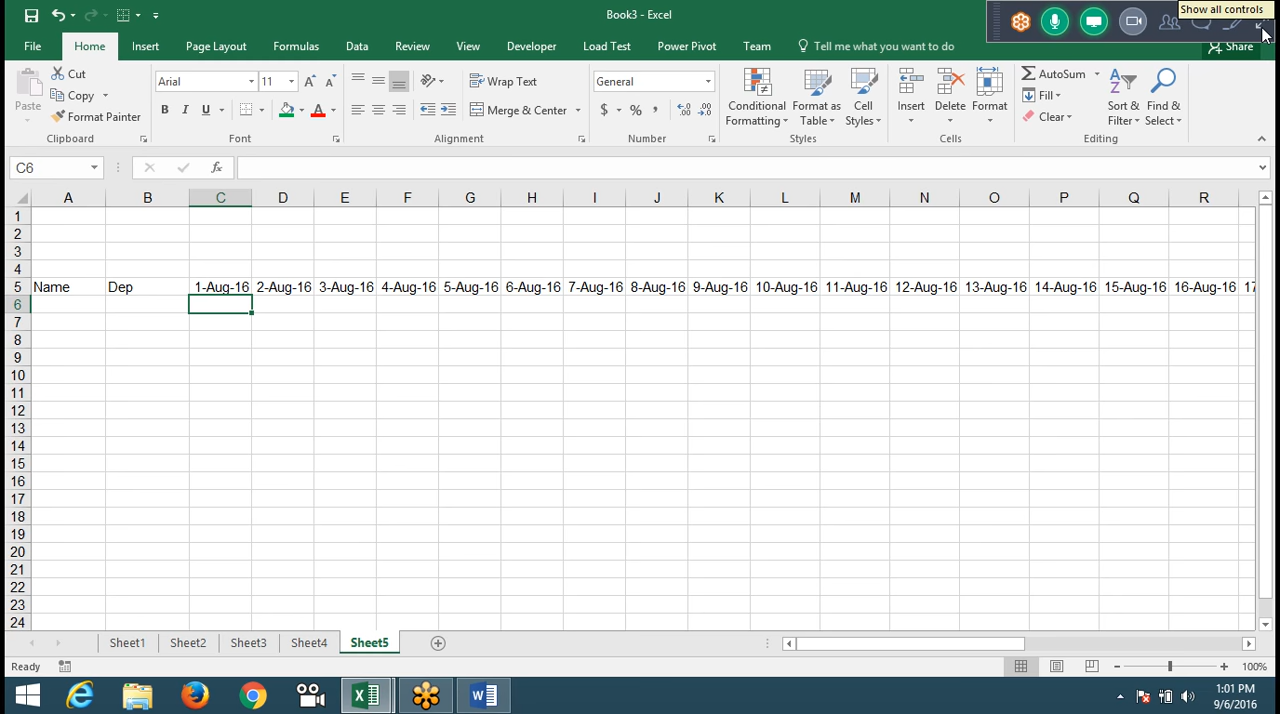 Book3 - Excel
Show all controls
File Home Insert Page Layout Formulas Data Review View Developer Load Test Power Pivot Team Tell me what you want to do Share
Paste Cut Copy Format Painter Clipboard
Arial 11 B I U A A A Font
Wrap Text Merge & Center Alignment
General $ % , Number
Conditional Formatting Format as Table Cell Styles Styles
Insert Delete Format Cells
AutoSum Fill Clear Sort & Filter Find & Select Editing
C6 fx
A B C D E F G H I J K L M N O P Q R
1
2
3
4
5 Name Dep 1-Aug-16 2-Aug-16 3-Aug-16 4-Aug-16 5-Aug-16 6-Aug-16 7-Aug-16 8-Aug-16 9-Aug-16 10-Aug-16 11-Aug-16 12-Aug-16 13-Aug-16 14-Aug-16 15-Aug-16 16-Aug-16 17
6
7
8
9
10
11
12
13
14
15
16
17
18
19
20
21
22
23
24
Sheet1 Sheet2 Sheet3 Sheet4 Sheet5
Ready 100%
1:01 PM
9/6/2016